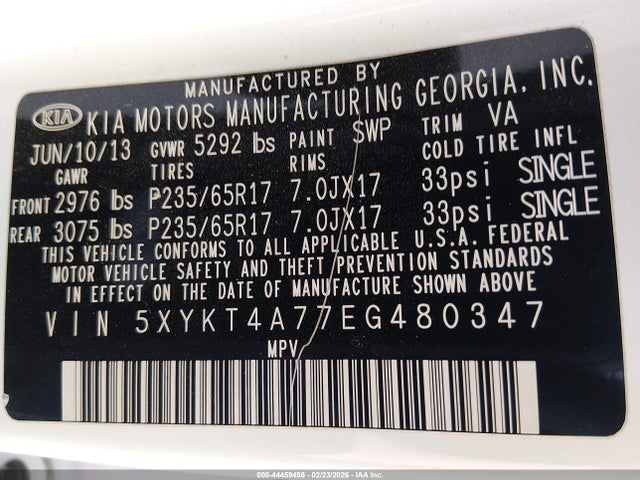 MANUFACTURED BY
KIA KIA MOTORS MANUFACTURING GEORGIA, INC.
JUN/10/13 GVWR 5292 lbs PAINT SWP TRIM VA
GAWR TIRES RIMS COLD TIRE INFL
FRONT 2976 lbs P235/65R17 7.0JX17 33psi SINGLE
REAR 3075 lbs P235/65R17 7.0JX17 33psi SINGLE
THIS VEHICLE CONFORMS TO ALL APPLICABLE U.S.A. FEDERAL
MOTOR VEHICLE SAFETY AND THEFT PREVENTION STANDARDS
IN EFFECT ON THE DATE OF MANUFACTURE SHOWN ABOVE
VIN 5XYKT4A77EG480347
MPV
000-44459496 - 02/23/2026 - IAA Inc.